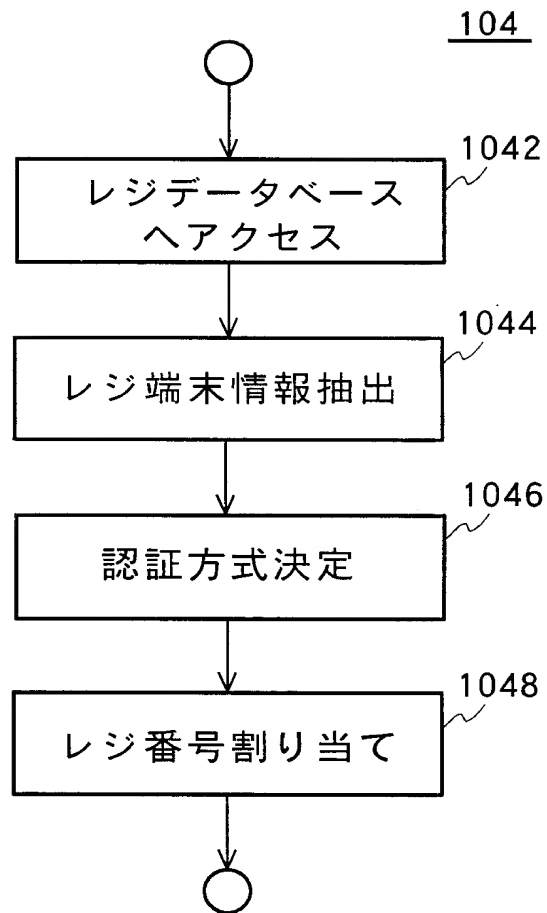 104
1042
レジデータベース
へアクセス
1044
レジ端末情報抽出
1046
認証方式決定
1048
レジ番号割り当て